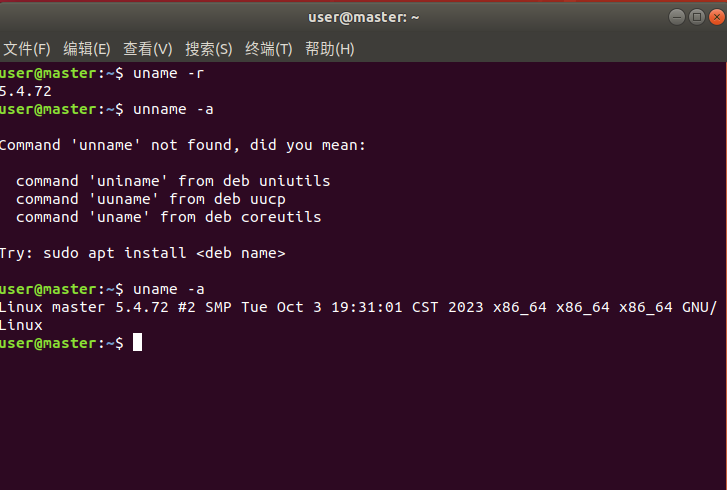 user@master: ~
文件(F) 编辑(E) 查看(V) 搜索(S) 终端(T) 帮助(H)
user@master:~$ uname -r
5.4.72
user@master:~$ unname -a
Command 'unname' not found, did you mean:
command 'uniname' from deb uniutils
command 'uuname' from deb uucp
command 'uname' from deb coreutils
Try: sudo apt install <deb name>
user@master:~$ uname -a
Linux master 5.4.72 #2 SMP Tue Oct 3 19:31:01 CST 2023 x86_64 x86_64 x86_64 GNU/
Linux
user@master:~$